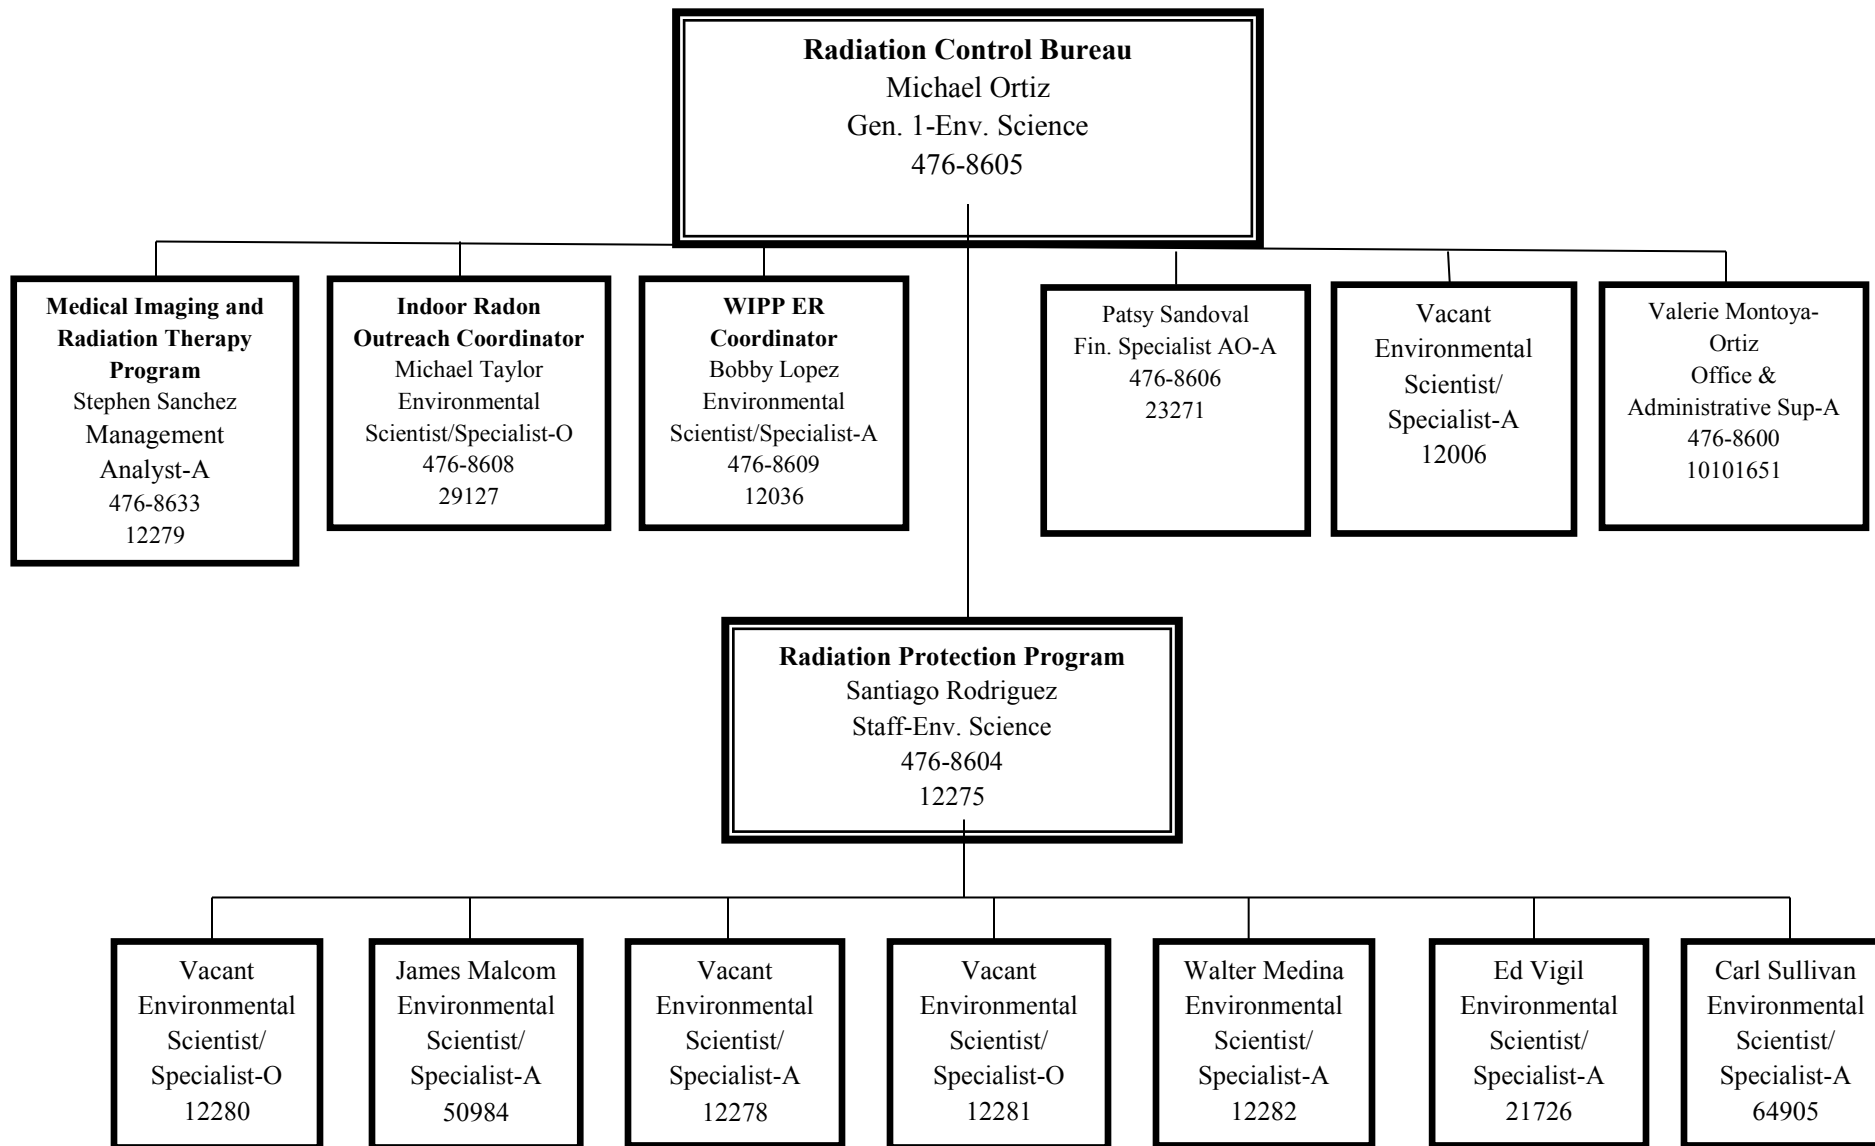 Radiation Control Bureau
Michael Ortiz
Gen. 1-Env. Science
476-8605
Medical Imaging and
Radiation Therapy
Program
Stephen Sanchez
Management
Analyst-A
476-8633
12279
Indoor Radon
Outreach Coordinator
Michael Taylor
Environmental
Scientist/Specialist-O
476-8608
29127
WIPP ER
Coordinator
Bobby Lopez
Environmental
Scientist/Specialist-A
476-8609
12036
Patsy Sandoval
Fin. Specialist AO-A
476-8606
23271
Vacant
Environmental
Scientist/
Specialist-A
12006
Valerie Montoya-
Ortiz
Office &
Administrative Sup-A
476-8600
10101651
Radiation Protection Program
Santiago Rodriguez
Staff-Env. Science
476-8604
12275
Vacant
Environmental
Scientist/
Specialist-O
12280
James Malcom
Environmental
Scientist/
Specialist-A
50984
Vacant
Environmental
Scientist/
Specialist-A
12278
Vacant
Environmental
Scientist/
Specialist-O
12281
Walter Medina
Environmental
Scientist/
Specialist-A
12282
Ed Vigil
Environmental
Scientist/
Specialist-A
21726
Carl Sullivan
Environmental
Scientist/
Specialist-A
64905